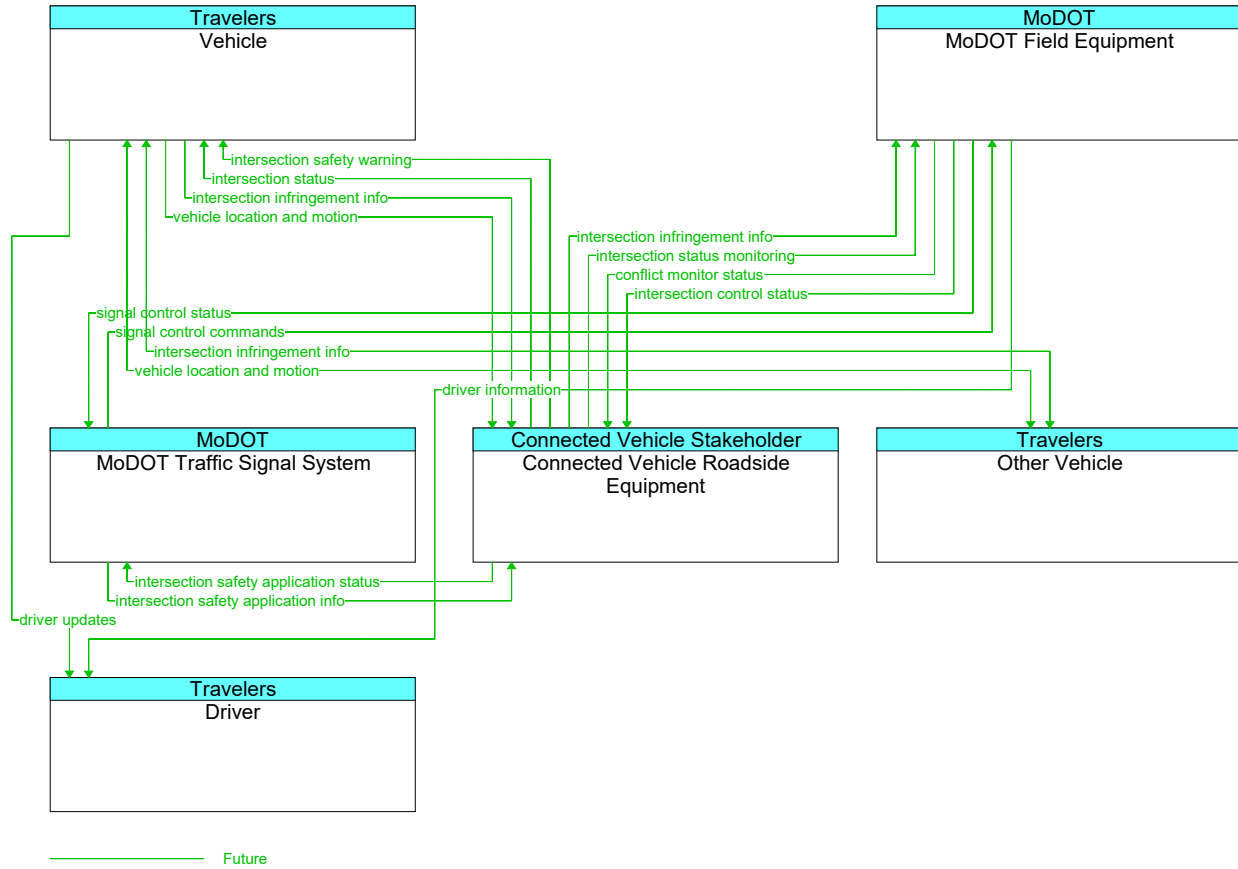 Travelers
Vehicle
MoDOT
MoDOT Field Equipment
intersection safety warning
intersection status
intersection infringement info
vehicle location and motion
intersection infringement info
intersection status monitoring
conflict monitor status
intersection control status
signal control status
signal control commands
intersection infringement info
vehicle location and motion
driver information
MoDOT
MoDOT Traffic Signal System
Connected Vehicle Stakeholder
Connected Vehicle Roadside
Equipment
Travelers
Other Vehicle
intersection safety application status
intersection safety application info
driver updates
Travelers
Driver
Future